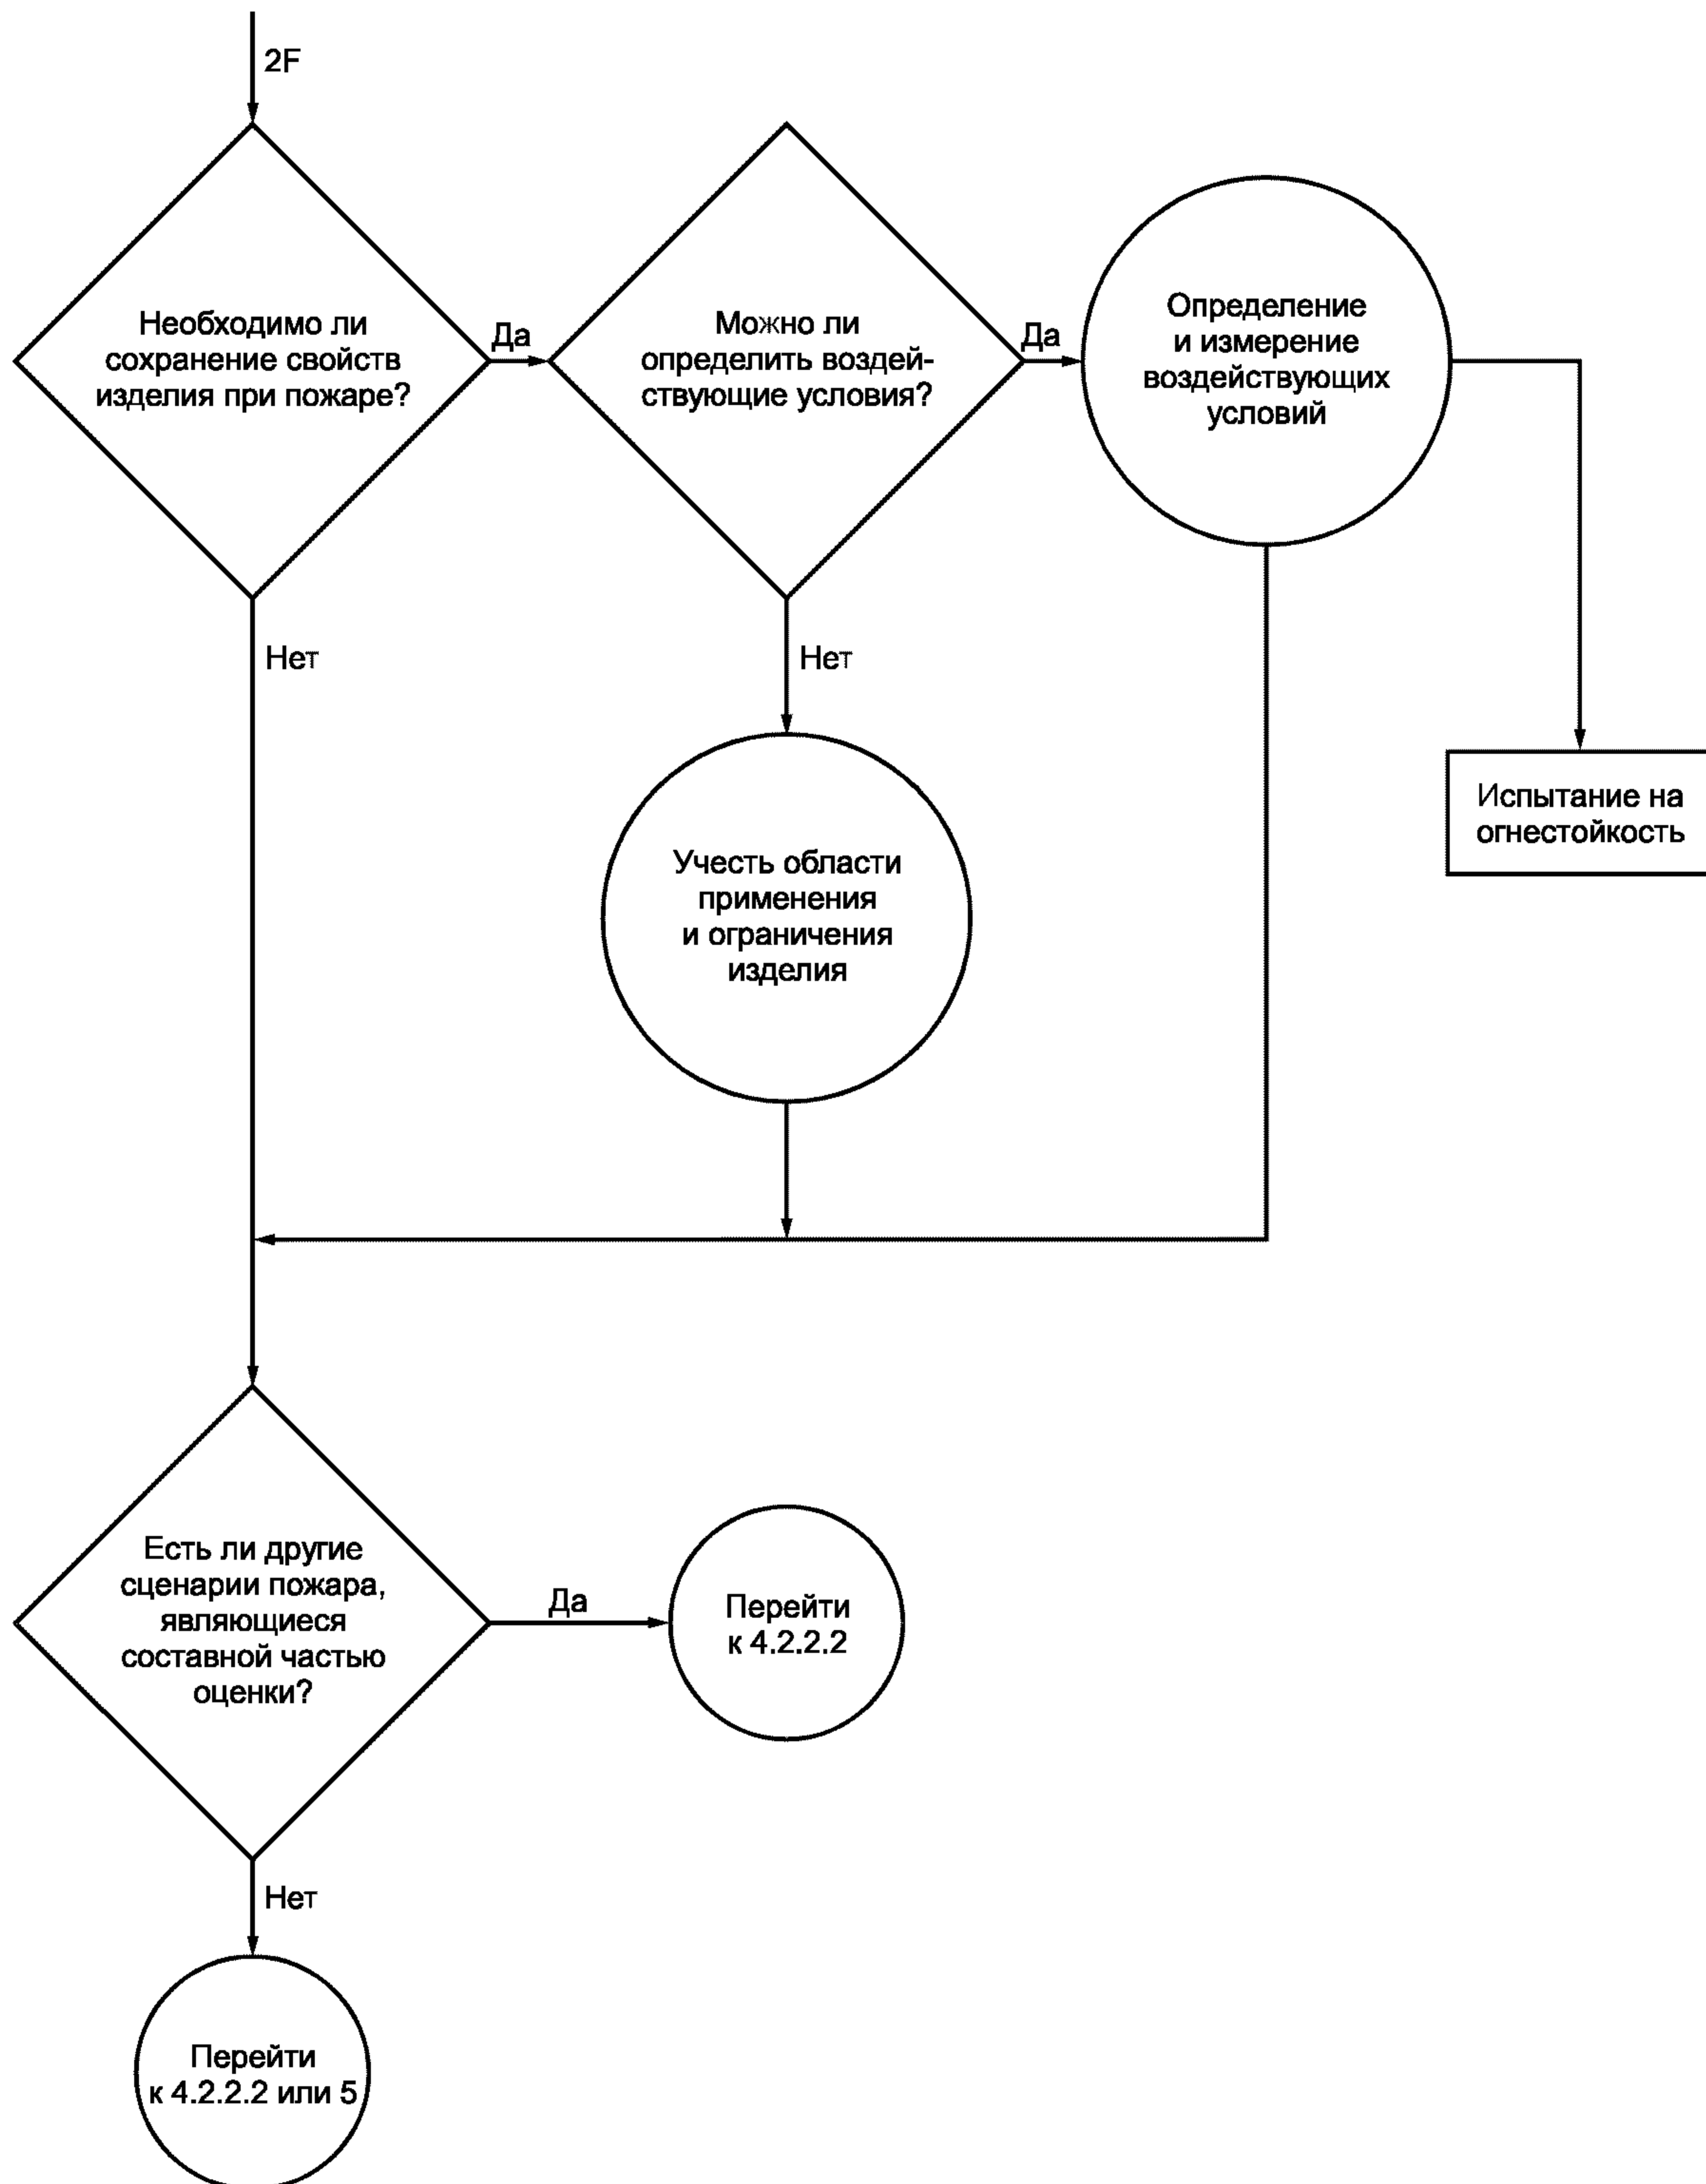 2F
Необходимо ли
сохранение свойств
изделия при пожаре?
Да
Можно ли
определить воздей-
ствующие условия?
Да
Определение
и измерение
воздействующих
условий
Нет
Нет
Испытание на
огнестойкость
Учесть области
применения
и ограничения
изделия
Есть ли другие
сценарии пожара,
являющиеся
составной частью
оценки?
Да
Перейти
к 4.2.2.2
Нет
Перейти
к 4.2.2.2 или 5